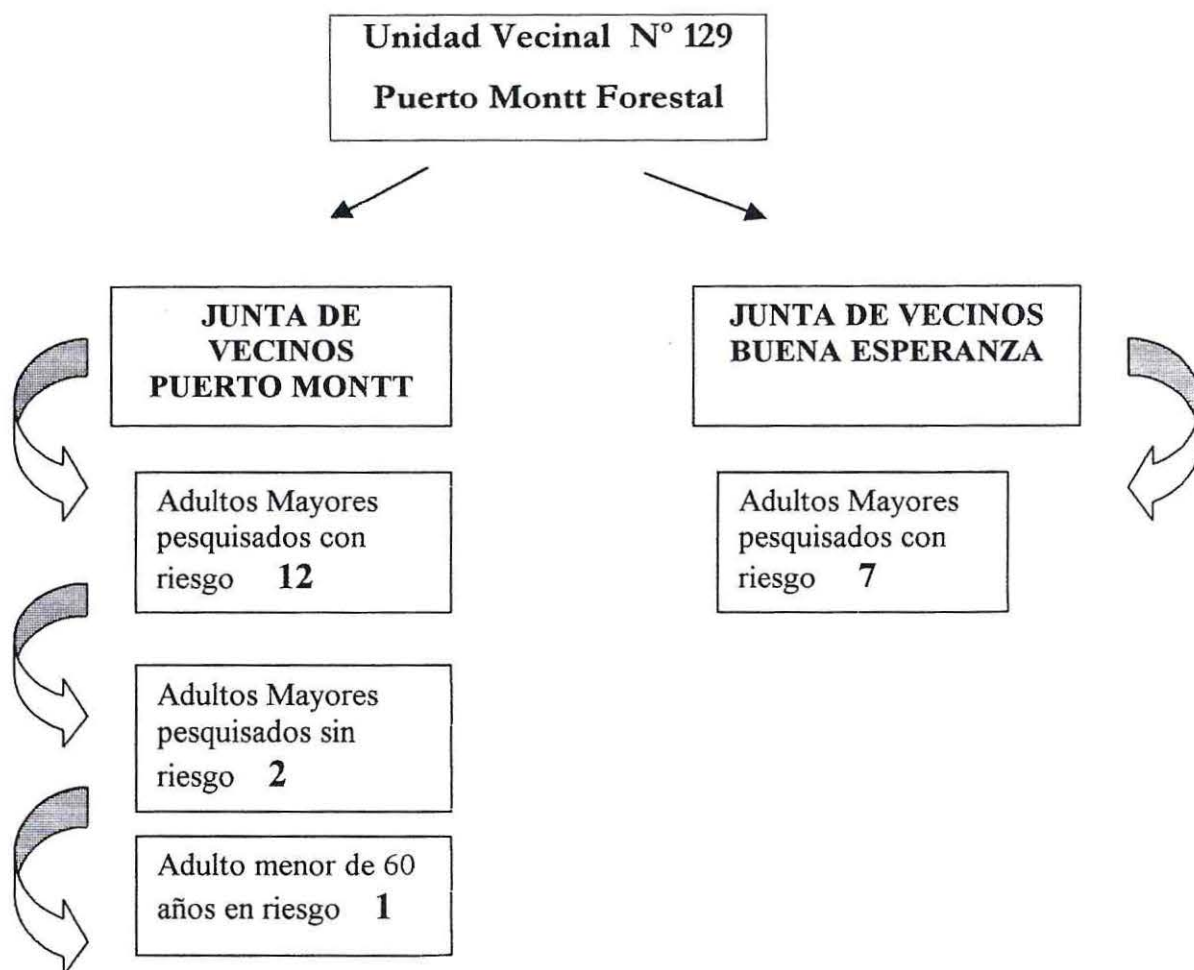 Unidad Vecinal Nº 129
Puerto Montt Forestal
JUNTA DE
VECINOS
PUERTO MONTT
JUNTA DE VECINOS
BUENA ESPERANZA
Adultos Mayores
pesquisados con
riesgo 12
Adultos Mayores
pesquisados con
riesgo 7
Adultos Mayores
pesquisados sin
riesgo 2
Adulto menor de 60
años en riesgo 1